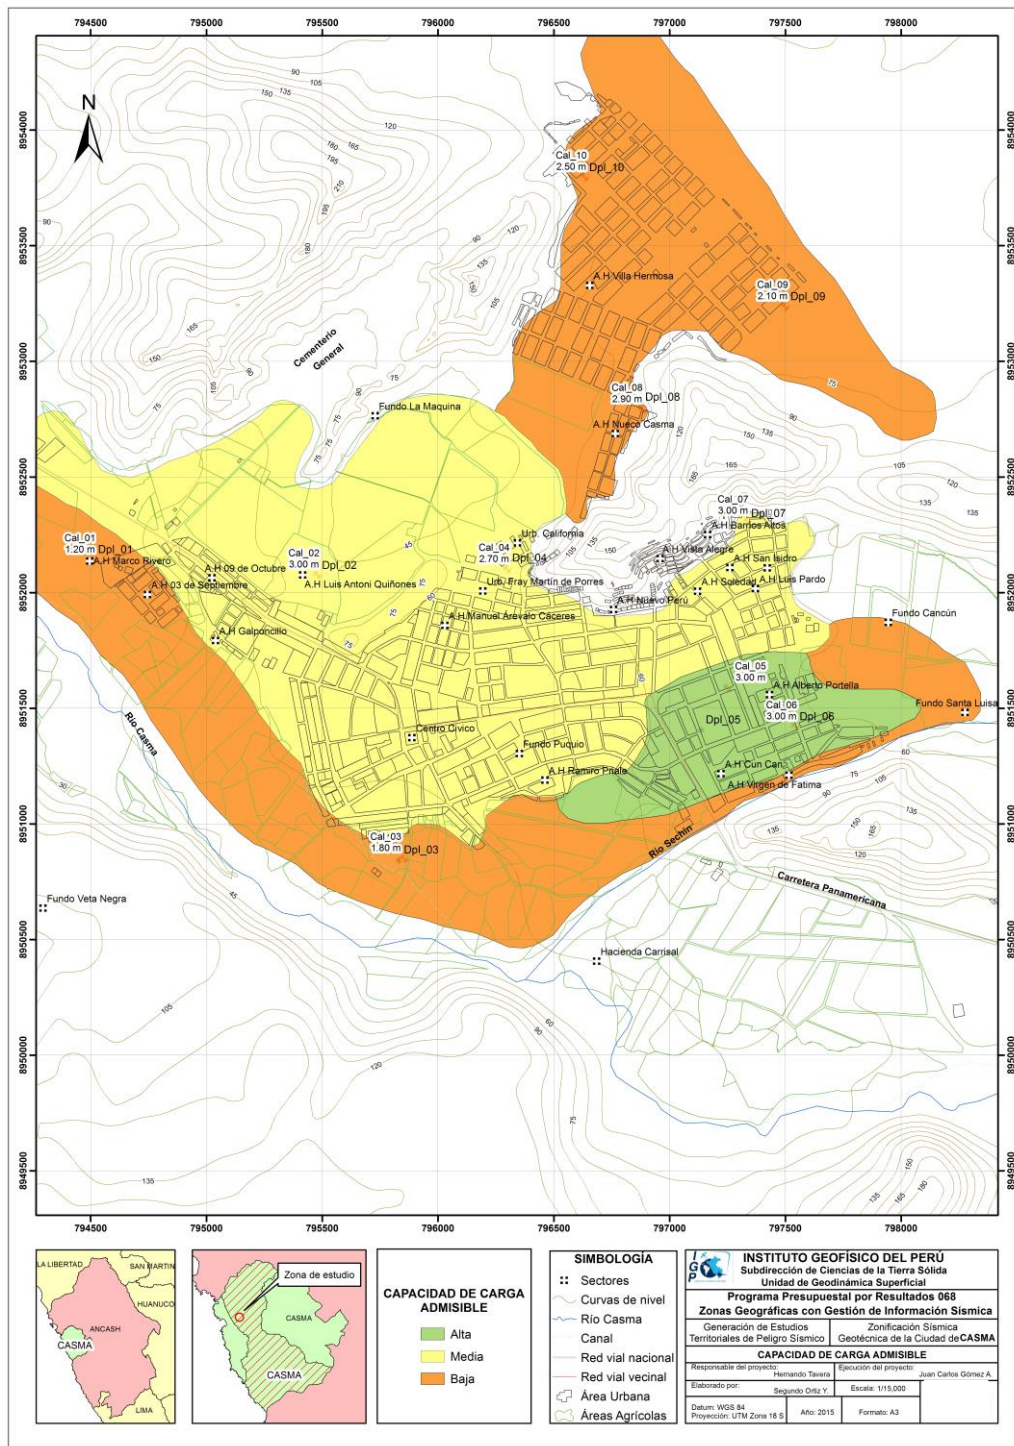 794500 795000 795500 796000 796500 797000 797500 798000
8954000
8953500
8953000
8952500
8952000
8951500
8951000
8950500
8950000
8949500
N
Cal_10
2.50 m Dpl_10
A.H Villa Hermosa
Cal_09
2.10 m Dpl_09
Cementerio
General
Cal_08
2.90 m Dpl_08
Fundo La Maquina
A.H Nueco Casma
Cal_07
3.00 m Dpl_07
A.H Barrios Altos
Cal_01
1.20 m Dpl_01
A.H Marco Rivero
Cal_02
3.00 m Dpl_02
Urb. California
Cal_04
2.70 m Dpl_04
A.H Vista Alegre
A.H San Isidro
A.H 09 de Octubre
A.H 03 de Septiembre
A.H Luis Antoni Quiñones
Urb. Fray Martín de Porres
A.H Soledad
A.H Luis Pardo
A.H Nuevo Perú
A.H Manuel Arevalo Cáceres
Fundo Cancún
A.H Galponcillo
Cal_05
3.00 m
A.H Alberto Portella
Río Casma
Cal_06
3.00 m Dpl_06
Dpl_05
Fundo Santa Luisa
Centro Civico
Fundo Puquio
A.H Ramiro Priale
A.H Cun Can
A.H Virgen de Fatima
Cal_03
1.80 m Dpl_03
Río Sechín
Carretera Panamericana
Fundo Veta Negra
Hacienda Carrisal
794500 795000 795500 796000 796500 797000 797500 798000
LA LIBERTAD
SAN MARTIN
HUANUCO
ANCASH
CASMA
LIMA
Zona de estudio
CASMA
CASMA
CAPACIDAD DE CARGA
ADMISIBLE
Alta
Media
Baja
SIMBOLOGÍA
Sectores
Curvas de nivel
Río Casma
Canal
Red vial nacional
Red vial vecinal
Área Urbana
Áreas Agrícolas
IGP
INSTITUTO GEOFÍSICO DEL PERÚ
Subdirección de Ciencias de la Tierra Sólida
Unidad de Geodinámica Superficial
Programa Presupuestal por Resultados 068
Zonas Geográficas con Gestión de Información Sísmica
Generación de Estudios
Territoriales de Peligro Sísmico
Zonificación Sísmica
Geotécnica de la Ciudad de CASMA
CAPACIDAD DE CARGA ADMISIBLE
Responsable del proyecto:
Hernando Tavera
Ejecución del proyecto:
Juan Carlos Gómez A.
Elaborado por:
Segundo Ortiz Y.
Escala: 1/15,000
Datum: WGS 84
Proyección: UTM Zona 18 S
Año: 2015
Formato: A3